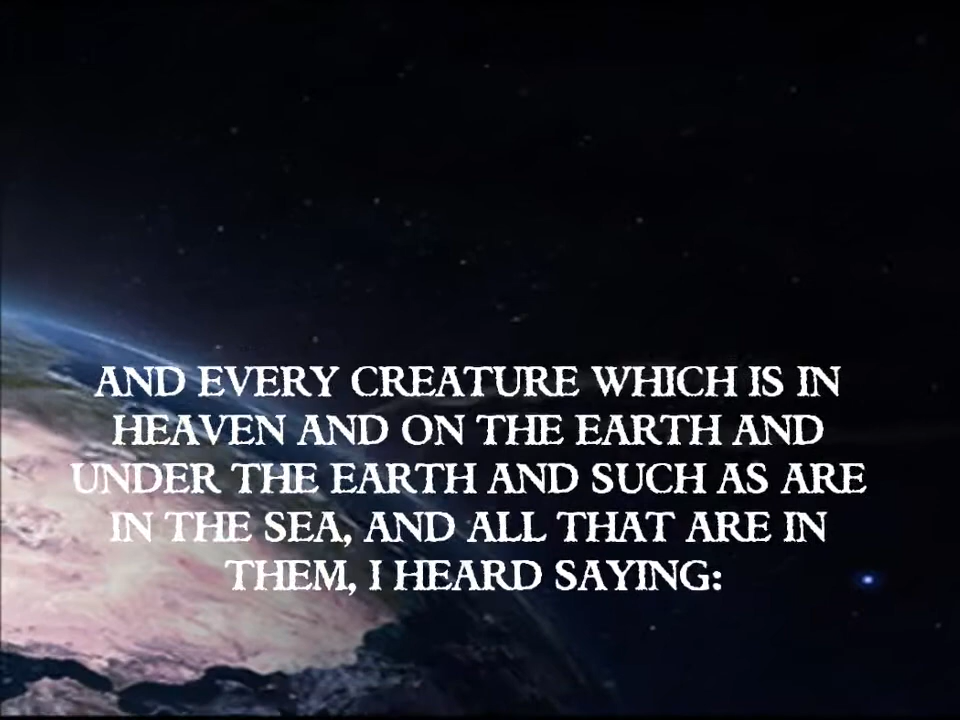 AND EVERY CREATURE WHICH IS IN
HEAVEN AND ON THE EARTH AND
UNDER THE EARTH AND SUCH AS ARE
IN THE SEA, AND ALL THAT ARE IN
THEM, I HEARD SAYING: